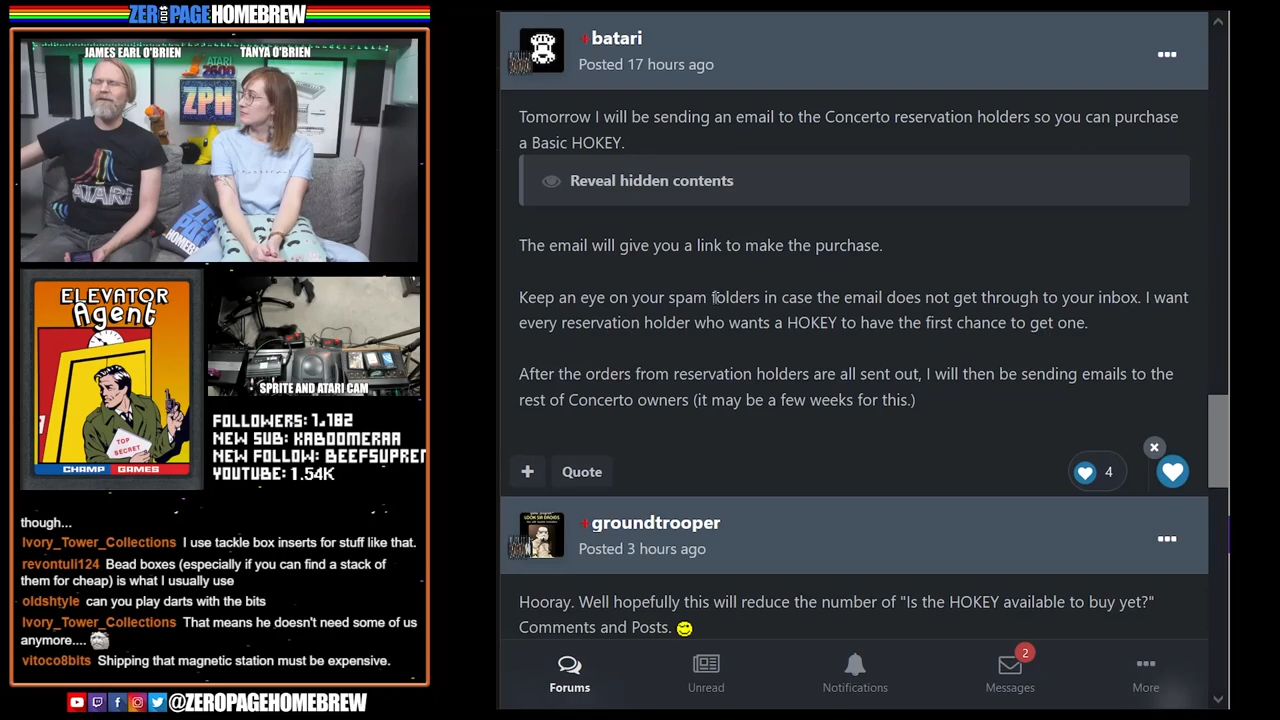 ZEROPAGEHOMEBREW
JAMES EARL O'BRIEN
TANYA O'BRIEN
ATARI
2600
ZPH
ATARI
ELEVATOR
Agent
TOP
SECRET
CHAMP GAMES
SPRITE AND ATARI CAM
FOLLOWERS: 1,182
NEW SUB: KABOOMERAA
NEW FOLLOW: BEEFSUPREM
YOUTUBE: 1.54K
though...
Ivory_Tower_Collections I use tackle box inserts for stuff like that.
revontuli124 Bead boxes (especially if you can find a stack of
them for cheap) is what I usually use
oldshtyle can you play darts with the bits
Ivory_Tower_Collections That means he doesn't need some of us
anymore....
vitoco8bits Shipping that magnetic station must be expensive.
@ZEROPAGEHOMEBREW
+batari
Posted 17 hours ago
Tomorrow I will be sending an email to the Concerto reservation holders so you can purchase
a Basic HOKEY.
Reveal hidden contents
The email will give you a link to make the purchase.
Keep an eye on your spam folders in case the email does not get through to your inbox. I want
every reservation holder who wants a HOKEY to have the first chance to get one.
After the orders from reservation holders are all sent out, I will then be sending emails to the
rest of Concerto owners (it may be a few weeks for this.)
+ Quote
4
+groundtrooper
Posted 3 hours ago
Hooray. Well hopefully this will reduce the number of "Is the HOKEY available to buy yet?"
Comments and Posts.
2
Forums Unread Notifications Messages More